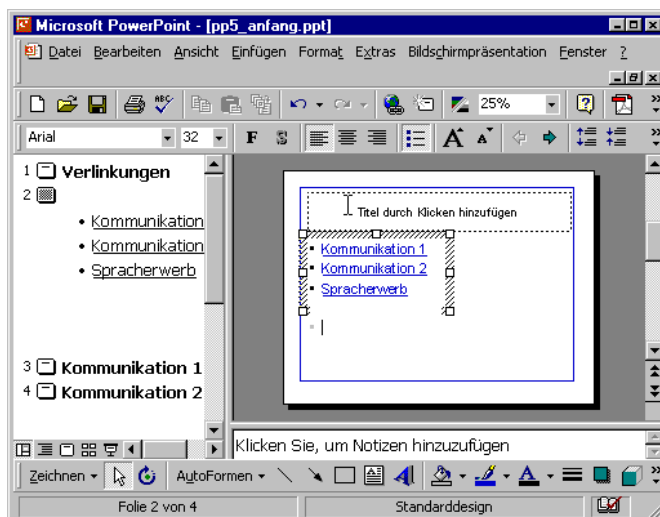 Microsoft PowerPoint - [pp5_anfang.ppt]
Datei Bearbeiten Ansicht Einfügen Format Extras Bildschirmpräsentation Fenster ?
25%
Arial 32 F S A A
1 Verlinkungen
2
• Kommunikation
• Kommunikation
• Spracherwerb
3 Kommunikation 1
4 Kommunikation 2
Titel durch Klicken hinzufügen
• Kommunikation 1
• Kommunikation 2
• Spracherwerb
Klicken Sie, um Notizen hinzuzufügen
Zeichnen AutoFormen
Folie 2 von 4 Standarddesign